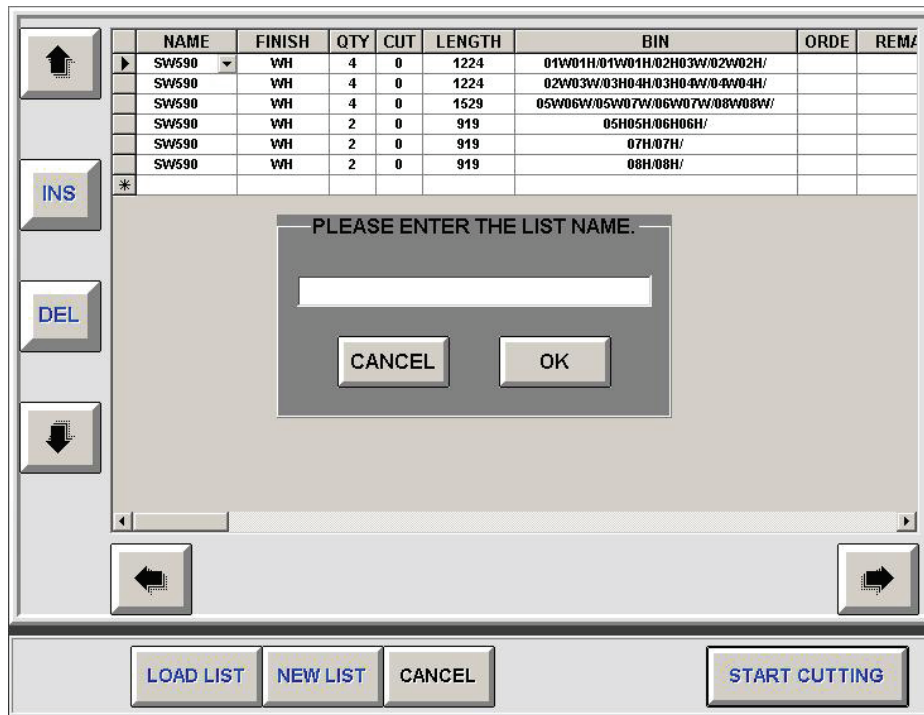 NAME FINISH QTY CUT LENGTH BIN ORDE REMA
SW590 WH 4 0 1224 01W01H/01W01H/02H03W/02W02H/
SW590 WH 4 0 1224 02W03W/03H04H/03H04W/04W04H/
SW590 WH 4 0 1529 05W06W/05W07W/06W07W/08W08W/
SW590 WH 2 0 919 05H05H/06H06H/
SW590 WH 2 0 919 07H/07H/
SW590 WH 2 0 919 08H/08H/
INS
PLEASE ENTER THE LIST NAME.
DEL
CANCEL OK
LOAD LIST NEW LIST CANCEL START CUTTING